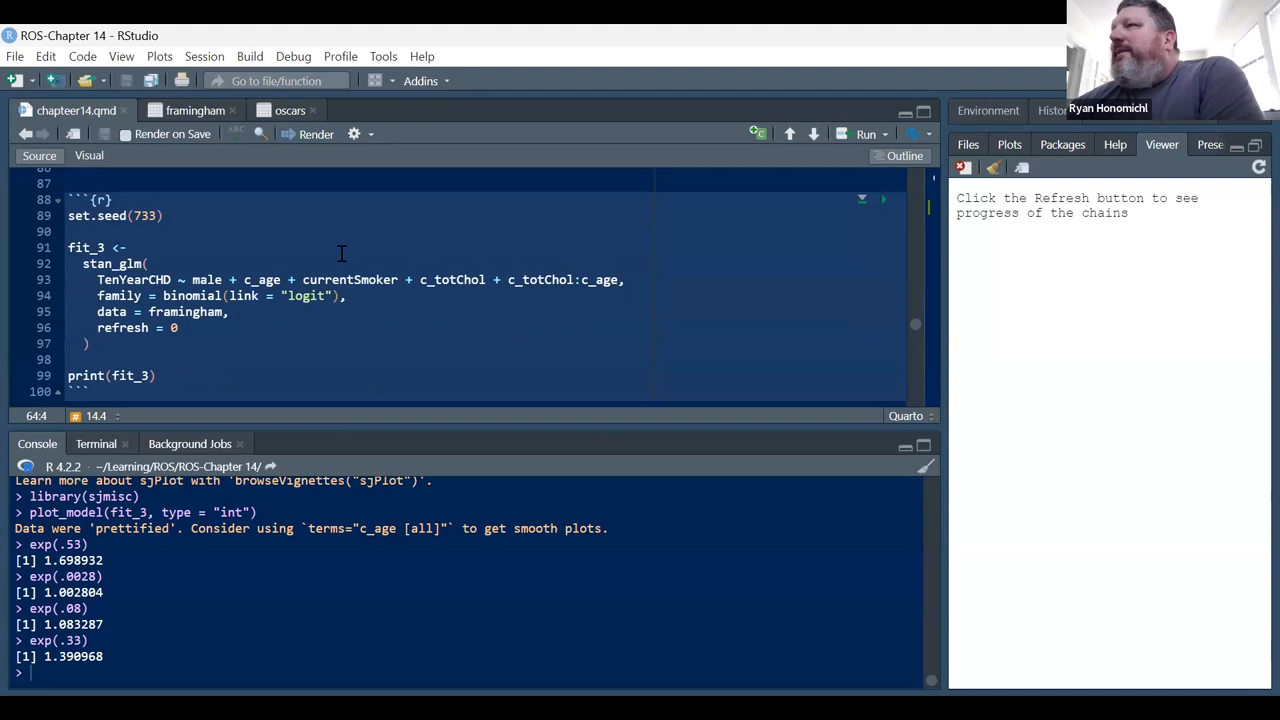 ROS-Chapter 14 - RStudio
File Edit Code View Plots Session Build Debug Profile Tools Help
Go to file/function Addins
Ryan Honomichl
chapteer14.qmd framingham oscars
Render on Save ABC Render Run
Source Visual Outline
86
87
88 ```{r}
89 set.seed(733)
90
91 fit_3 <-
92 stan_glm(
93 TenYearCHD ~ male + c_age + currentSmoker + c_totChol + c_totChol:c_age,
94 family = binomial(link = "logit"),
95 data = framingham,
96 refresh = 0
97 )
98
99 print(fit_3)
100 ```
64:4 # 14.4 Quarto
Console Terminal Background Jobs
R 4.2.2 · ~/Learning/ROS/ROS-Chapter 14/
Learn more about sjPlot with 'browseVignettes("sjPlot")'.
> library(sjmisc)
> plot_model(fit_3, type = "int")
Data were 'prettified'. Consider using `terms="c_age [all]"` to get smooth plots.
> exp(.53)
[1] 1.698932
> exp(.0028)
[1] 1.002804
> exp(.08)
[1] 1.083287
> exp(.33)
[1] 1.390968
>
Environment Histo
Files Plots Packages Help Viewer Prese
Click the Refresh button to see
progress of the chains